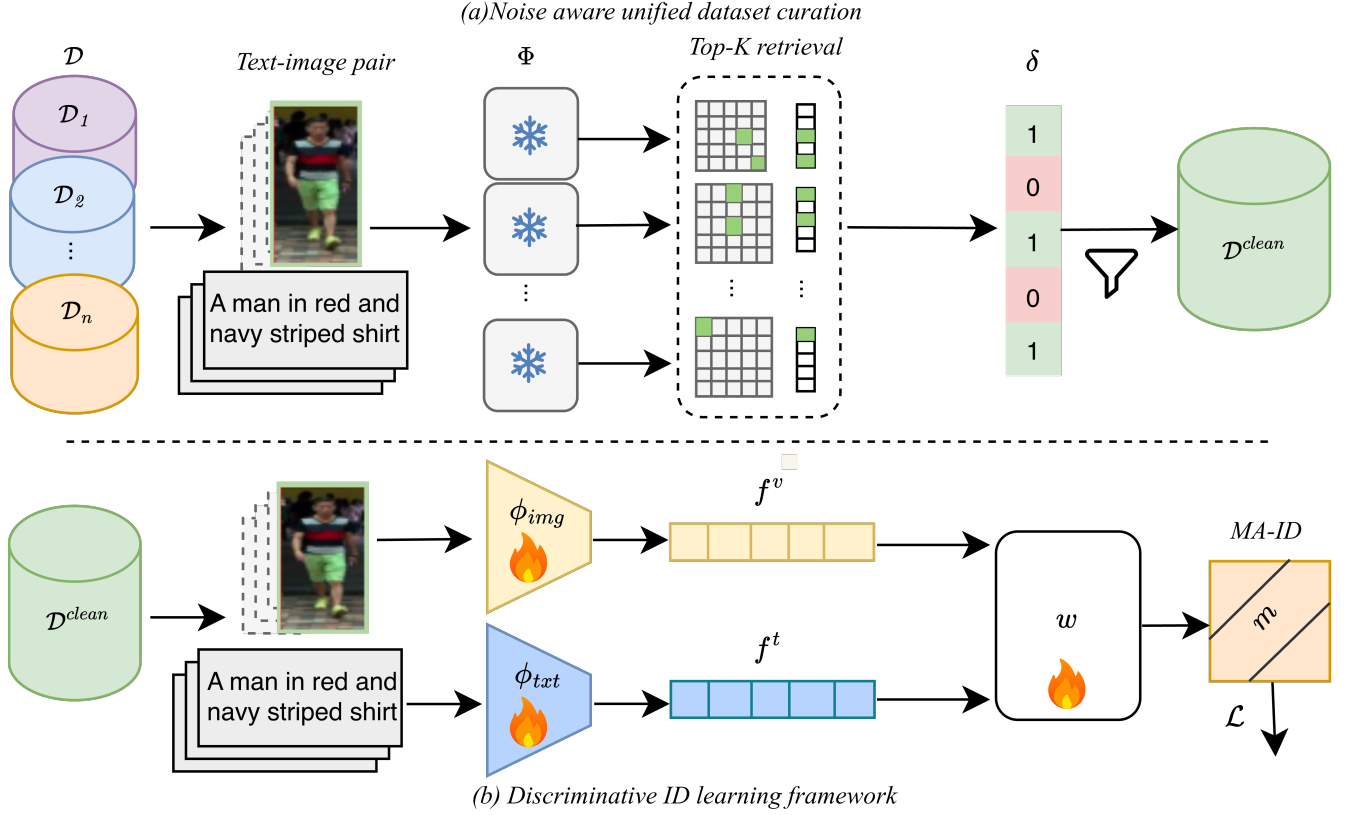 (a)Noise aware unified dataset curation
𝒟
Text-image pair
Φ
Top-K retrieval
δ
𝒟1
𝒟2
⋮
𝒟n
A man in red and
navy striped shirt
⋮
⋮
⋮
1
0
1
0
1
𝒟clean
𝒟clean
A man in red and
navy striped shirt
ϕimg
ϕtxt
fv
ft
w
MA-ID
m
ℒ
(b) Discriminative ID learning framework